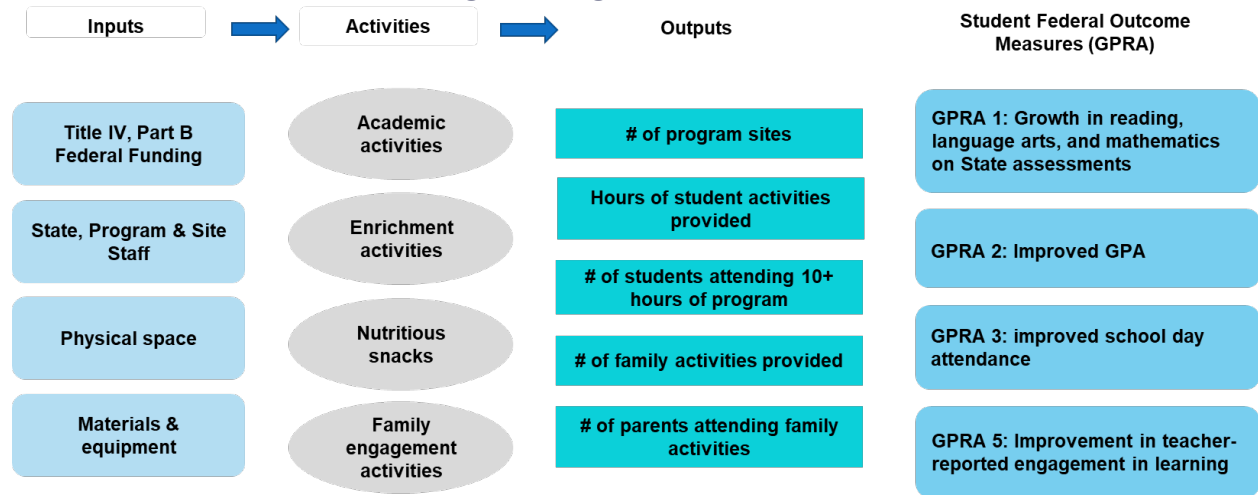 Inputs
Activities
Outputs
Student Federal Outcome
Measures (GPRA)
Title IV, Part B
Federal Funding
State, Program & Site
Staff
Physical space
Materials &
equipment
Academic
activities
Enrichment
activities
Nutritious
snacks
Family
engagement
activities
# of program sites
Hours of student activities
provided
# of students attending 10+
hours of program
# of family activities provided
# of parents attending family
activities
GPRA 1: Growth in reading,
language arts, and mathematics
on State assessments
GPRA 2: Improved GPA
GPRA 3: improved school day
attendance
GPRA 5: Improvement in teacher-
reported engagement in learning